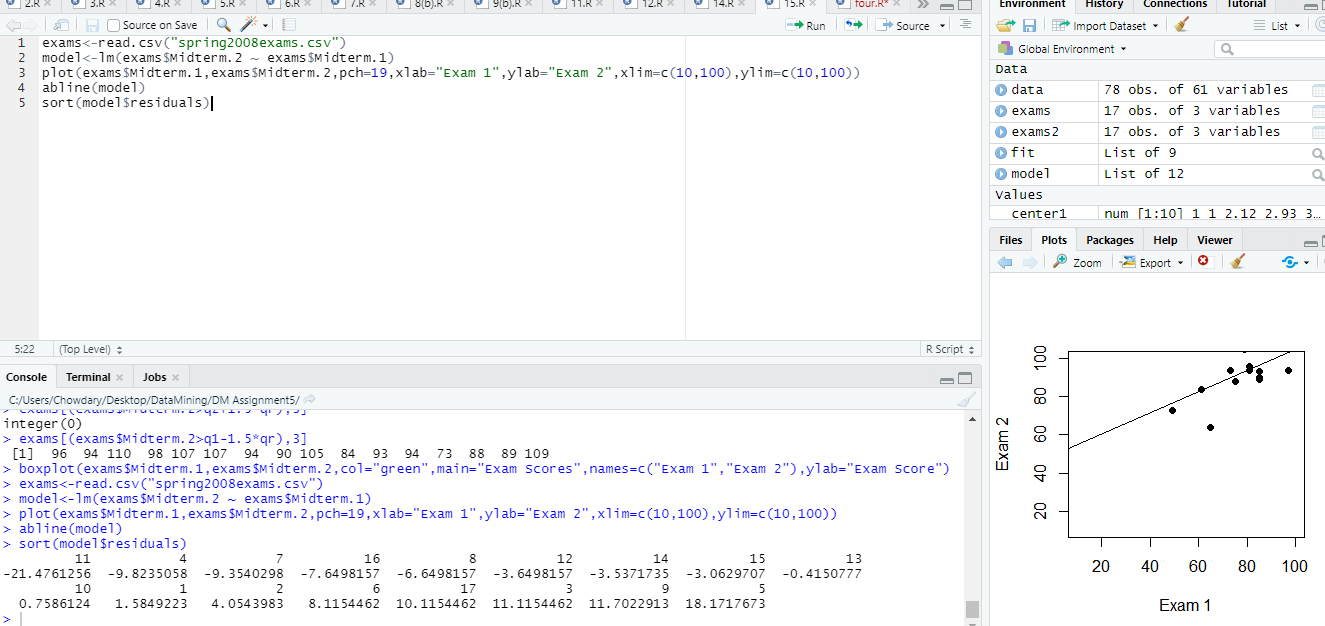 2.R 3.R 4.R 5.R 6.R 7.R 8(b).R 9(b).R 11.R 12.R 14.R 15.R four.R*
Source on Save Run Source
1 exams<-read.csv("spring2008exams.csv")
2 model<-lm(exams$Midterm.2 ~ exams$Midterm.1)
3 plot(exams$Midterm.1,exams$Midterm.2,pch=19,xlab="Exam 1",ylab="Exam 2",xlim=c(10,100),ylim=c(10,100))
4 abline(model)
5 sort(model$residuals)
5:22 (Top Level) R Script
Console Terminal Jobs
C:/Users/Chowdary/Desktop/DataMining/DM Assignment5/
integer(0)
> exams[(exams$Midterm.2>q1-1.5*qr),3]
[1] 96 94 110 98 107 107 94 90 105 84 93 94 73 88 89 109
> boxplot(exams$Midterm.1,exams$Midterm.2,col="green",main="Exam Scores",names=c("Exam 1","Exam 2"),ylab="Exam Score")
> exams<-read.csv("spring2008exams.csv")
> model<-lm(exams$Midterm.2 ~ exams$Midterm.1)
> plot(exams$Midterm.1,exams$Midterm.2,pch=19,xlab="Exam 1",ylab="Exam 2",xlim=c(10,100),ylim=c(10,100))
> abline(model)
> sort(model$residuals)
11 4 7 16 8 12 14 15 13
-21.4761256 -9.8235058 -9.3540298 -7.6498157 -6.6498157 -3.6498157 -3.5371735 -3.0629707 -0.4150777
10 1 2 6 17 3 9 5
0.7586124 1.5849223 4.0543983 8.1154462 10.1154462 11.1154462 11.7022913 18.1717673
>
Environment History Connections Tutorial
Import Dataset List
Global Environment
Data
data 78 obs. of 61 variables
exams 17 obs. of 3 variables
exams2 17 obs. of 3 variables
fit List of 9
model List of 12
Values
center1 num [1:10] 1 1 2.12 2.93 3...
Files Plots Packages Help Viewer
Zoom Export
Exam 2
100
80
60
40
20
20 40 60 80 100
Exam 1